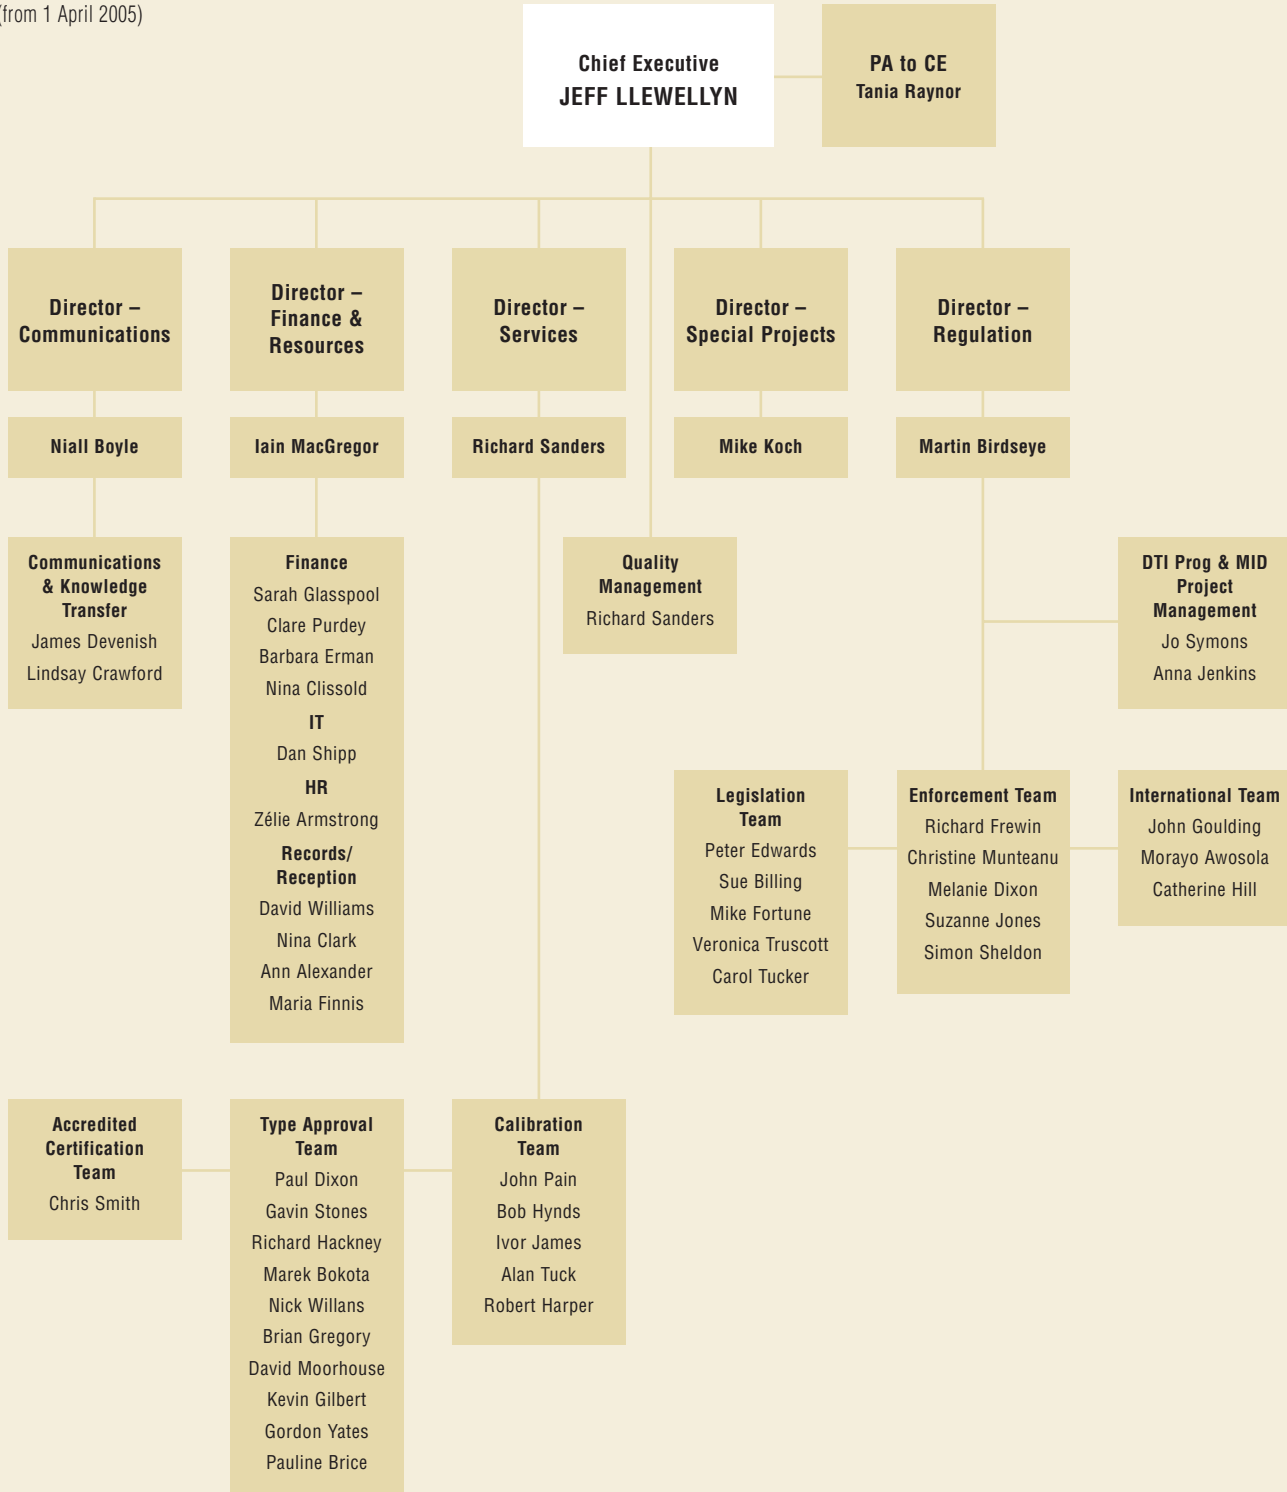 (from 1 April 2005)
Chief Executive
JEFF LLEWELLYN
PA to CE
Tania Raynor
Director –
Communications
Director –
Finance &
Resources
Director –
Services
Director –
Special Projects
Director –
Regulation
Niall Boyle
Iain MacGregor
Richard Sanders
Mike Koch
Martin Birdseye
Communications
& Knowledge
Transfer
James Devenish
Lindsay Crawford
Finance
Sarah Glasspool
Clare Purdey
Barbara Erman
Nina Clissold
IT
Dan Shipp
HR
Zélie Armstrong
Records/
Reception
David Williams
Nina Clark
Ann Alexander
Maria Finnis
Quality
Management
Richard Sanders
DTI Prog & MID
Project
Management
Jo Symons
Anna Jenkins
Legislation
Team
Peter Edwards
Sue Billing
Mike Fortune
Veronica Truscott
Carol Tucker
Enforcement Team
Richard Frewin
Christine Munteanu
Melanie Dixon
Suzanne Jones
Simon Sheldon
International Team
John Goulding
Morayo Awosola
Catherine Hill
Accredited
Certification
Team
Chris Smith
Type Approval
Team
Paul Dixon
Gavin Stones
Richard Hackney
Marek Bokota
Nick Willans
Brian Gregory
David Moorhouse
Kevin Gilbert
Gordon Yates
Pauline Brice
Calibration
Team
John Pain
Bob Hynds
Ivor James
Alan Tuck
Robert Harper